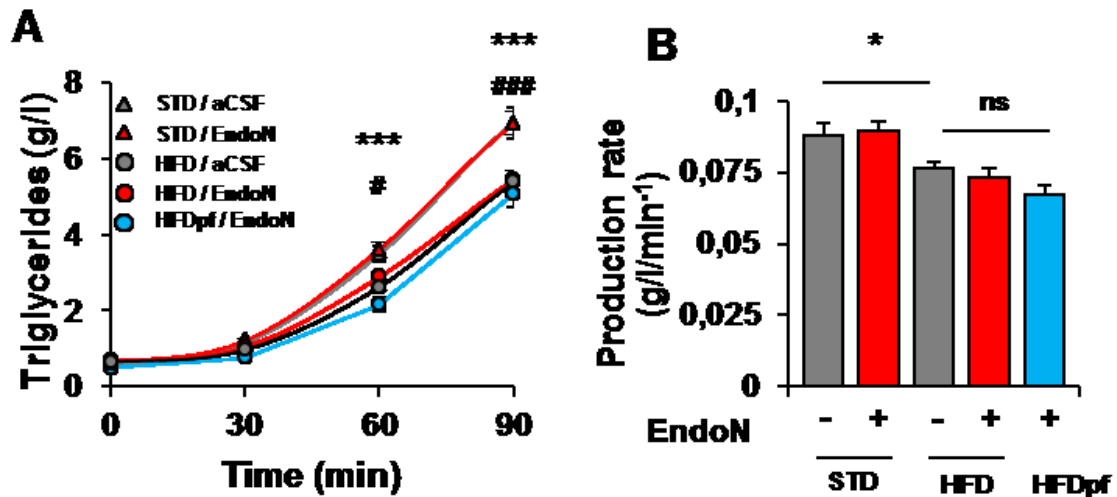 A
Triglycerides (g/l)
8
6
4
2
0
STD / aCSF
STD / EndoN
HFD / aCSF
HFD / EndoN
HFDpf / EndoN
***
#
***
###
0 30 60 90
Time (min)
B
Production rate
(g/l/min-1)
*
ns
0,1
0,075
0,05
0,025
0
EndoN - + - + +
STD HFD HFDpf